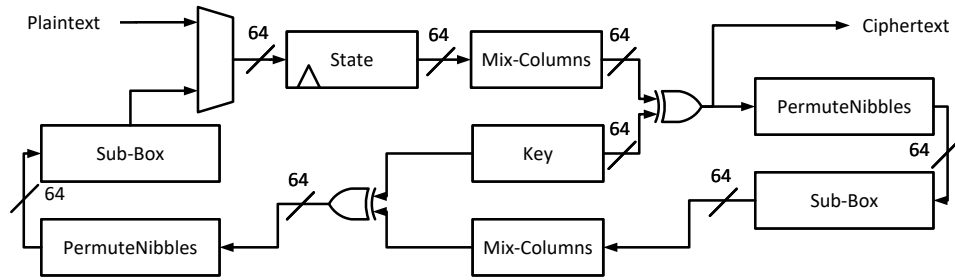 Plaintext
64
64
64
Ciphertext
State
Mix-Columns
PermuteNibbles
Sub-Box
Key
64
64
64
64
64
Sub-Box
PermuteNibbles
Mix-Columns